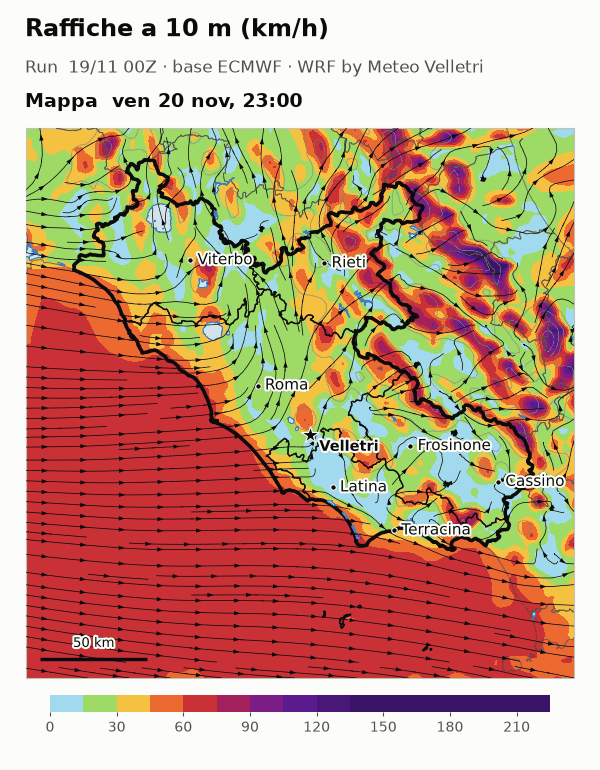 Raffiche a 10 m (km/h)
Run  19/11 00Z · base ECMWF · WRF by Meteo Velletri
Mappa  ven 20 nov, 23:00
Viterbo
Rieti
Roma
Velletri
Frosinone
Latina
Cassino
Terracina
50 km
0 30 60 90 120 150 180 210